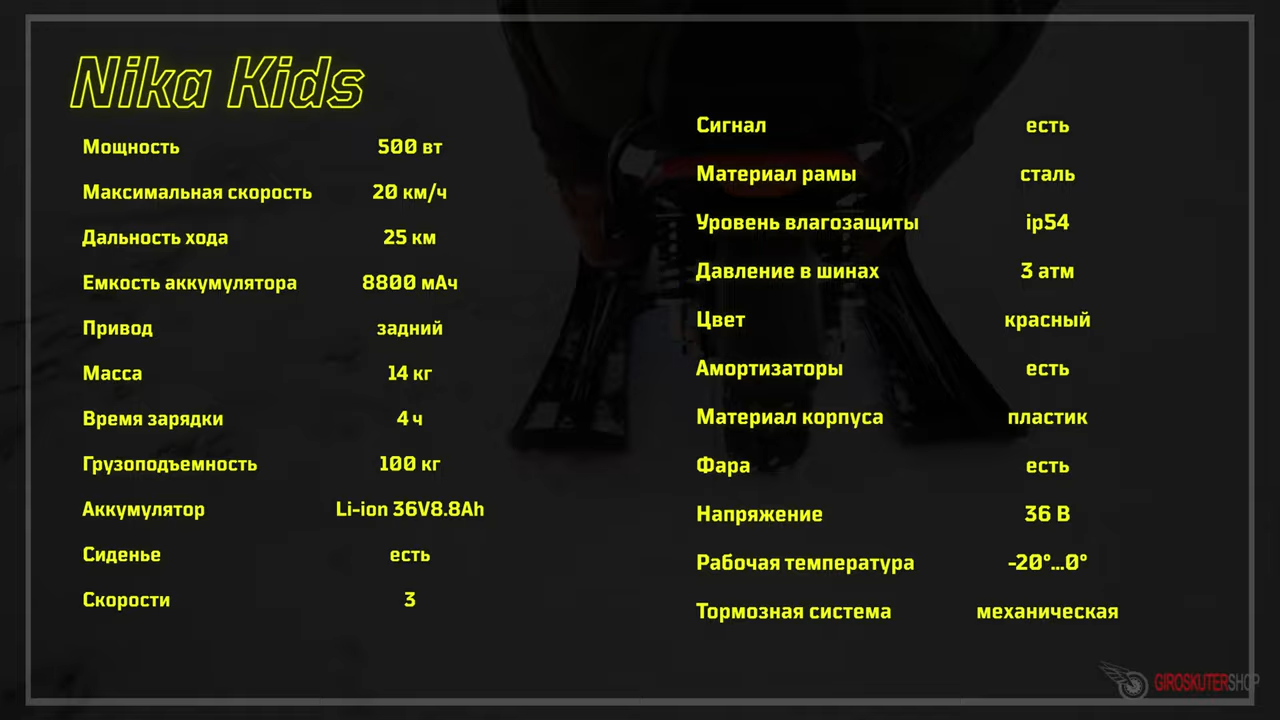 Nika Kids
Мощность 500 вт
Максимальная скорость 20 км/ч
Дальность хода 25 км
Емкость аккумулятора 8800 мАч
Привод задний
Масса 14 кг
Время зарядки 4 ч
Грузоподъемность 100 кг
Аккумулятор Li-ion 36V8.8Ah
Сиденье есть
Скорости 3
Сигнал есть
Материал рамы сталь
Уровень влагозащиты ip54
Давление в шинах 3 атм
Цвет красный
Амортизаторы есть
Материал корпуса пластик
Фара есть
Напряжение 36 В
Рабочая температура -20°...0°
Тормозная система механическая
GIROSKUTERSHOP